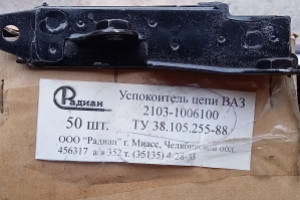 Радиан
Успокоитель цепи ВАЗ
2103-1006100
50 шт. ТУ 38.105.255-88
ООО "Радиан" г. Миасс, Челябинской обл.
456317 а/я 352 т. (35135) 4-28-33